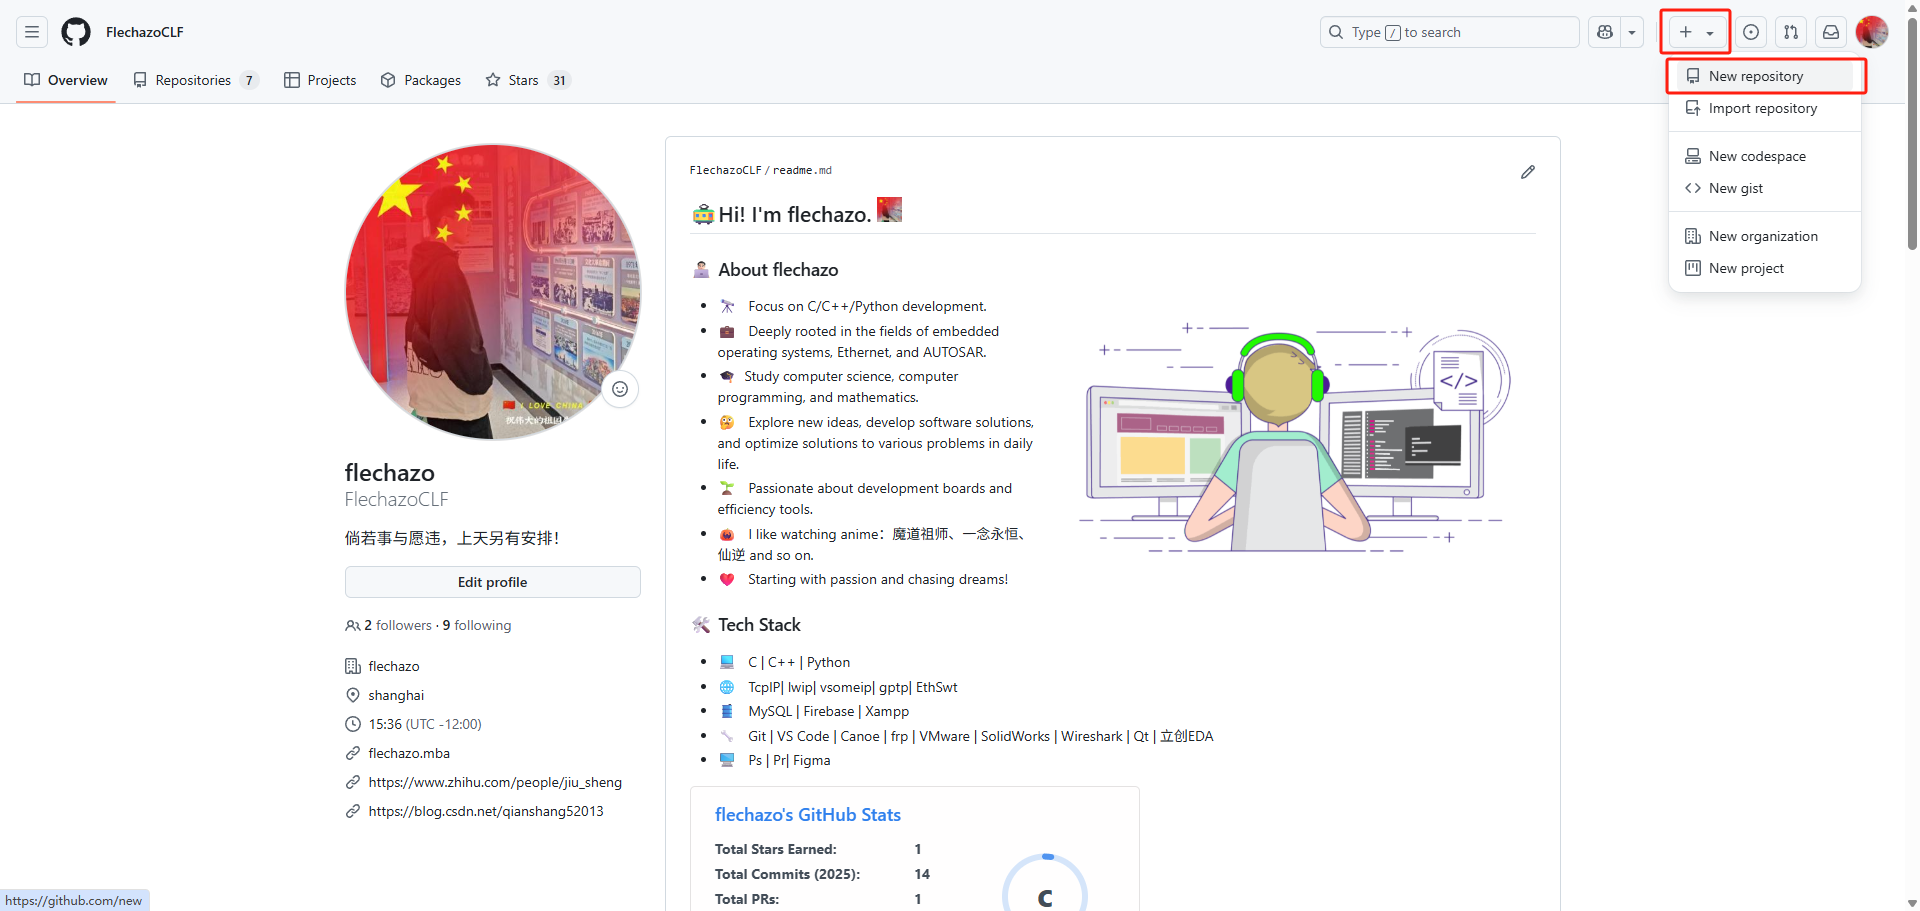 FlechazoCLF
Type / to search
Overview
Repositories 7
Projects
Packages
Stars 31
New repository
Import repository
New codespace
New gist
New organization
New project
I LOVE CHINA
flechazo
FlechazoCLF
倘若事与愿违，上天另有安排！
Edit profile
2 followers · 9 following
flechazo
shanghai
15:36 (UTC -12:00)
flechazo.mba
https://www.zhihu.com/people/jiu_sheng
https://blog.csdn.net/qianshang52013
FlechazoCLF / readme.md
Hi! I'm flechazo.
About flechazo
Focus on C/C++/Python development.
Deeply rooted in the fields of embedded
operating systems, Ethernet, and AUTOSAR.
Study computer science, computer
programming, and mathematics.
Explore new ideas, develop software solutions,
and optimize solutions to various problems in daily
life.
Passionate about development boards and
efficiency tools.
I like watching anime：魔道祖师、一念永恒、
仙逆 and so on.
Starting with passion and chasing dreams!
</>
Tech Stack
C | C++ | Python
TcpIP| lwip| vsomeip| gptp| EthSwt
MySQL | Firebase | Xampp
Git | VS Code | Canoe | frp | VMware | SolidWorks | Wireshark | Qt | 立创EDA
Ps | Pr| Figma
flechazo's GitHub Stats
Total Stars Earned: 1
Total Commits (2025): 14
Total PRs: 1
C
https://github.com/new